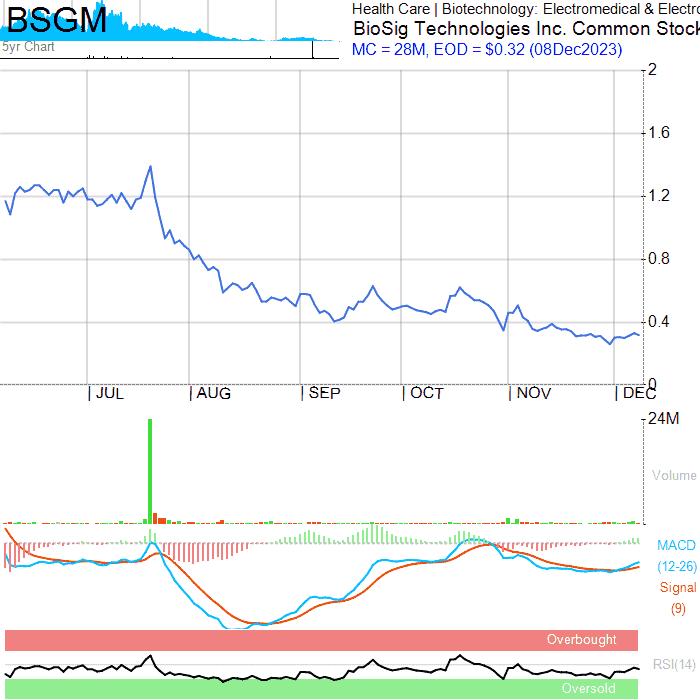 BSGM
5yr Chart
Health Care | Biotechnology: Electromedical & Electro
BioSig Technologies Inc. Common Stock
MC = 28M, EOD = $0.32 (08Dec2023)
2
1.6
1.2
0.8
0.4
0
JUL AUG SEP OCT NOV DEC
24M
Volume
MACD
(12-26)
Signal
(9)
Overbought
RSI(14)
Oversold